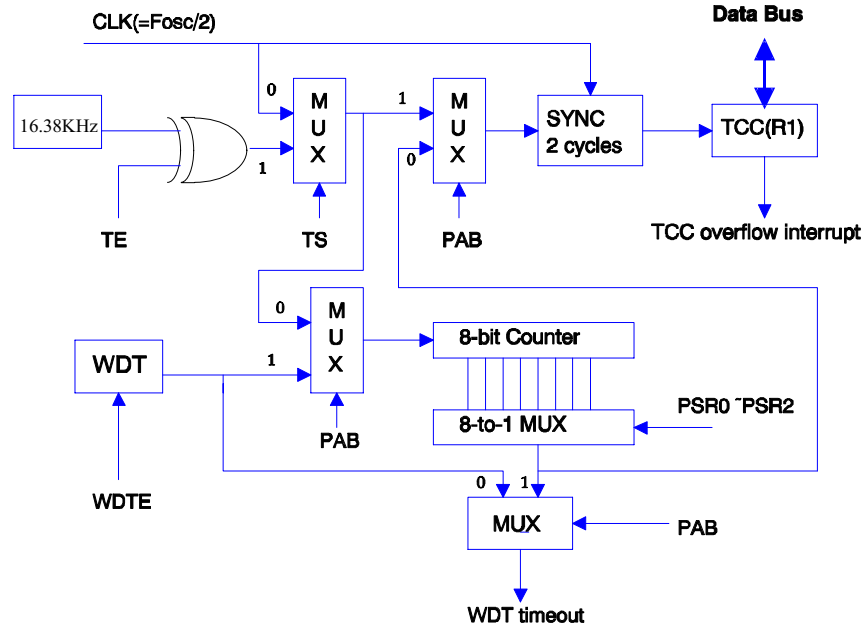 Data Bus
CLK(=Fosc/2)
0
M
U
X
1
M
U
X
16.38KHz
SYNC
2 cycles
TCC(R1)
0
1
TE
TS
PAB
TCC overflow interrupt
0
M
U
X
8-bit Counter
WDT
1
PSR0 ~PSR2
8-to-1 MUX
PAB
WDTE
0
1
MUX
PAB
WDT timeout